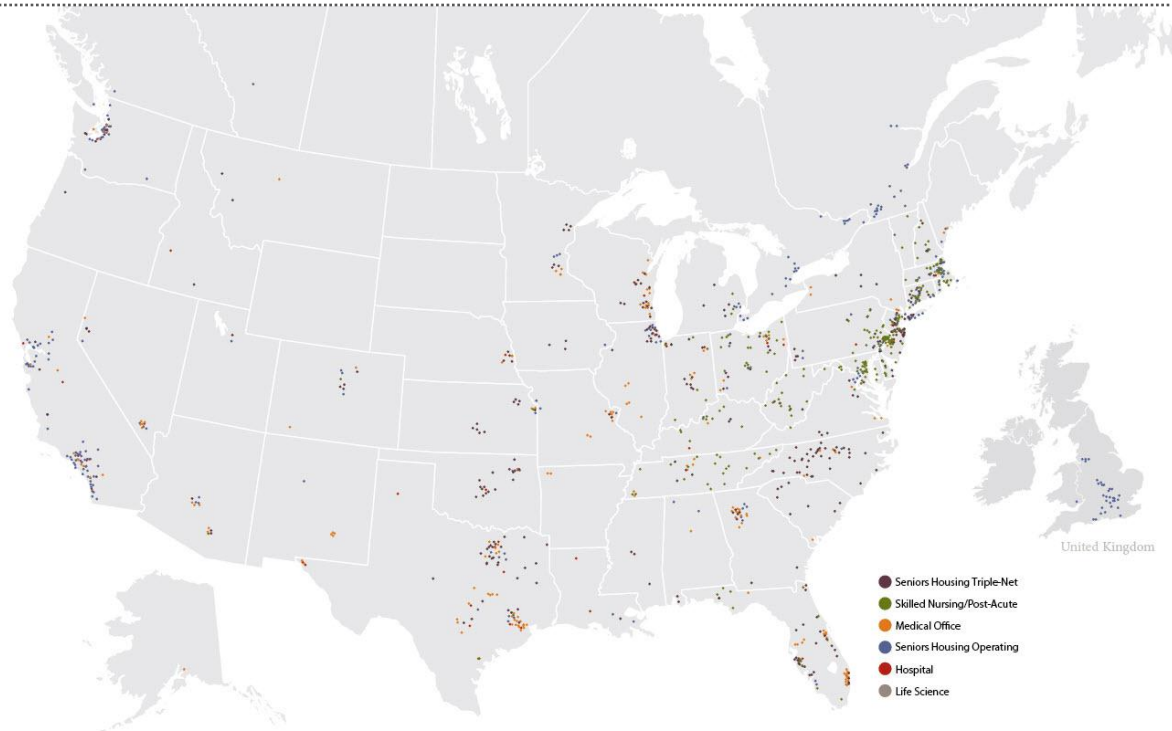 United Kingdom
Seniors Housing Triple-Net
Skilled Nursing/Post-Acute
Medical Office
Seniors Housing Operating
Hospital
Life Science